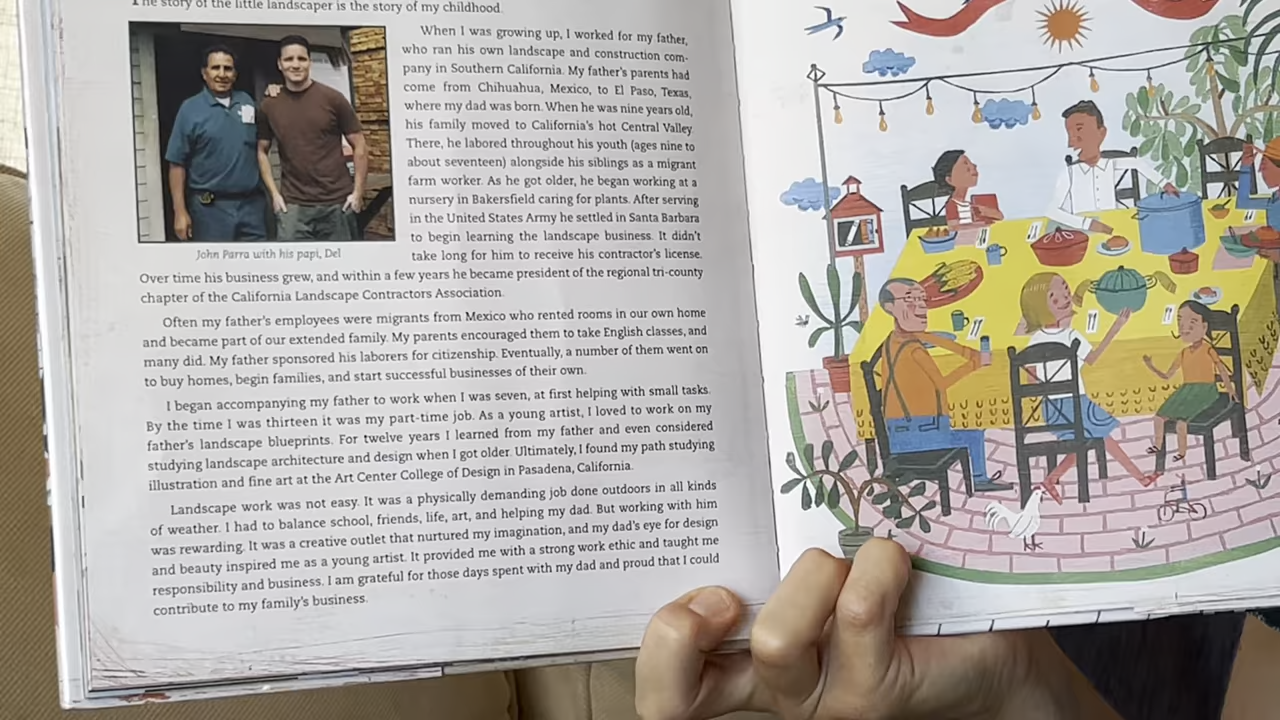 The story of the little landscaper is the story of my childhood.
When I was growing up, I worked for my father,
who ran his own landscape and construction com-
pany in Southern California. My father's parents had
come from Chihuahua, Mexico, to El Paso, Texas,
where my dad was born. When he was nine years old,
his family moved to California's hot Central Valley.
There, he labored throughout his youth (ages nine to
about seventeen) alongside his siblings as a migrant
farm worker. As he got older, he began working at a
nursery in Bakersfield caring for plants. After serving
in the United States Army he settled in Santa Barbara
to begin learning the landscape business. It didn't
take long for him to receive his contractor's license.
John Parra with his papi, Del
Over time his business grew, and within a few years he became president of the regional tri-county
chapter of the California Landscape Contractors Association.
Often my father's employees were migrants from Mexico who rented rooms in our own home
and became part of our extended family. My parents encouraged them to take English classes, and
many did. My father sponsored his laborers for citizenship. Eventually, a number of them went on
to buy homes, begin families, and start successful businesses of their own.
I began accompanying my father to work when I was seven, at first helping with small tasks.
By the time I was thirteen it was my part-time job. As a young artist, I loved to work on my
father's landscape blueprints. For twelve years I learned from my father and even considered
studying landscape architecture and design when I got older. Ultimately, I found my path studying
illustration and fine art at the Art Center College of Design in Pasadena, California.
Landscape work was not easy. It was a physically demanding job done outdoors in all kinds
of weather. I had to balance school, friends, life, art, and helping my dad. But working with him
was rewarding. It was a creative outlet that nurtured my imagination, and my dad's eye for design
and beauty inspired me as a young artist. It provided me with a strong work ethic and taught me
responsibility and business. I am grateful for those days spent with my dad and proud that I could
contribute to my family's business.